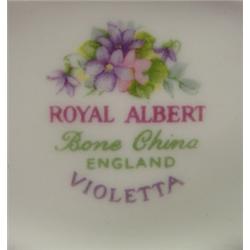 ROYAL ALBERT
Bone China
ENGLAND
VIOLETTA